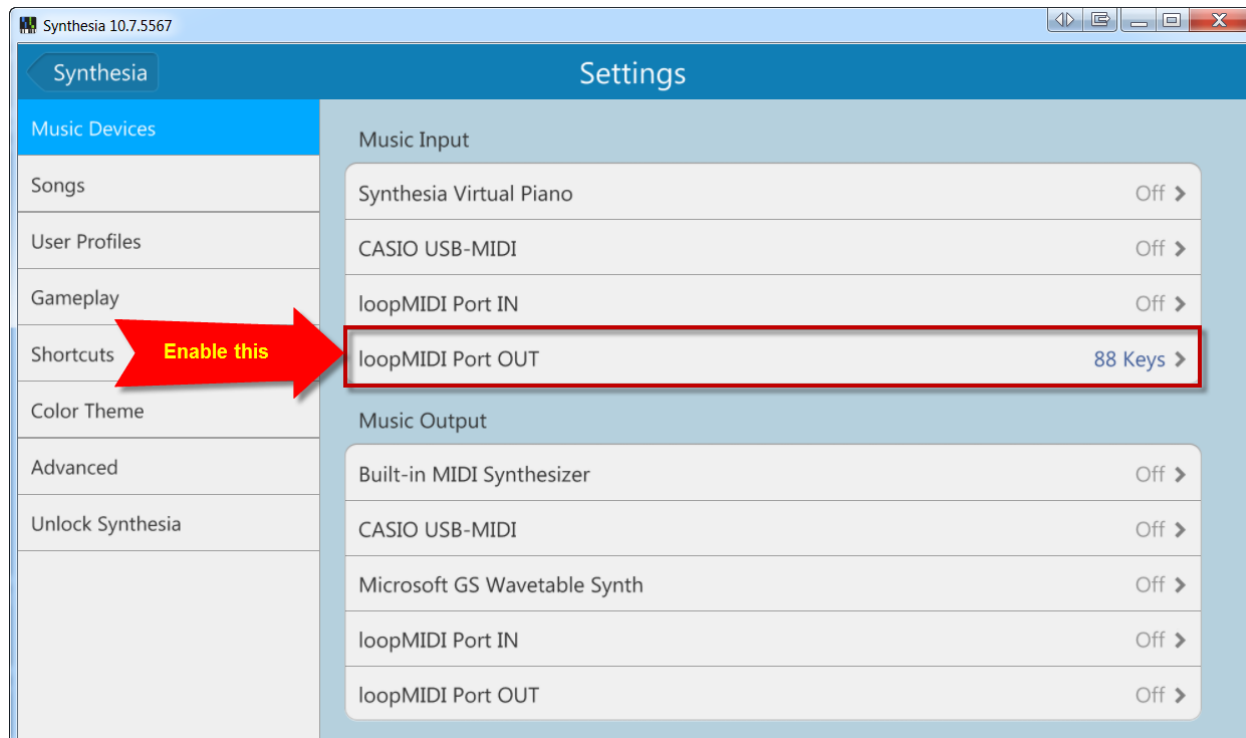 Synthesia 10.7.5567
Synthesia
Settings
Music Devices
Songs
User Profiles
Gameplay
Shortcuts
Color Theme
Advanced
Unlock Synthesia
Enable this
Music Input
Synthesia Virtual Piano Off
CASIO USB-MIDI Off
loopMIDI Port IN Off
loopMIDI Port OUT 88 Keys
Music Output
Built-in MIDI Synthesizer Off
CASIO USB-MIDI Off
Microsoft GS Wavetable Synth Off
loopMIDI Port IN Off
loopMIDI Port OUT Off